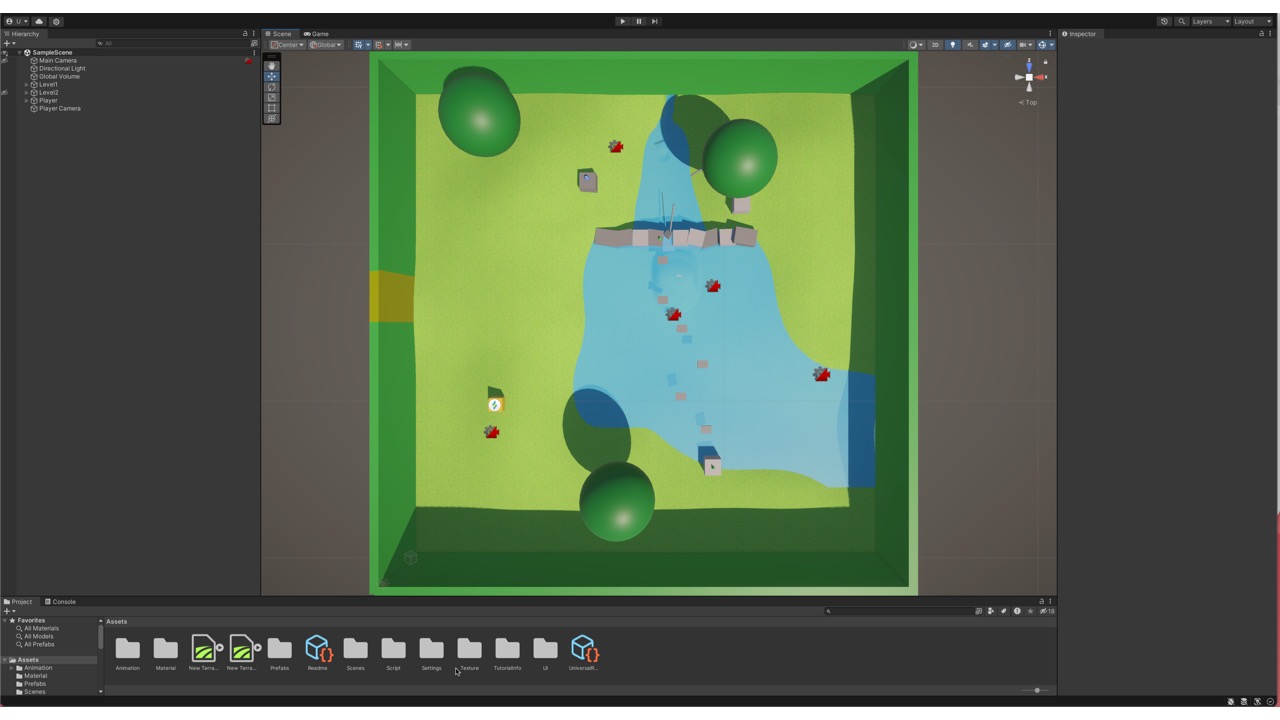 U
Layers
Layout
Hierarchy
Scene
Game
Inspector
All
Center
Global
2D
SampleScene
Main Camera
Directional Light
Global Volume
Level1
Level2
Player
Player Camera
x
< Top
Project
Console
18
Favorites
All Materials
All Models
All Prefabs
Assets
Animation
Material
Prefabs
Scenes
Assets
Animation
Material
New Terra...
New Terra...
Prefabs
Readme
Scenes
Script
Settings
Texture
TutorialInfo
UI
UniversalR...